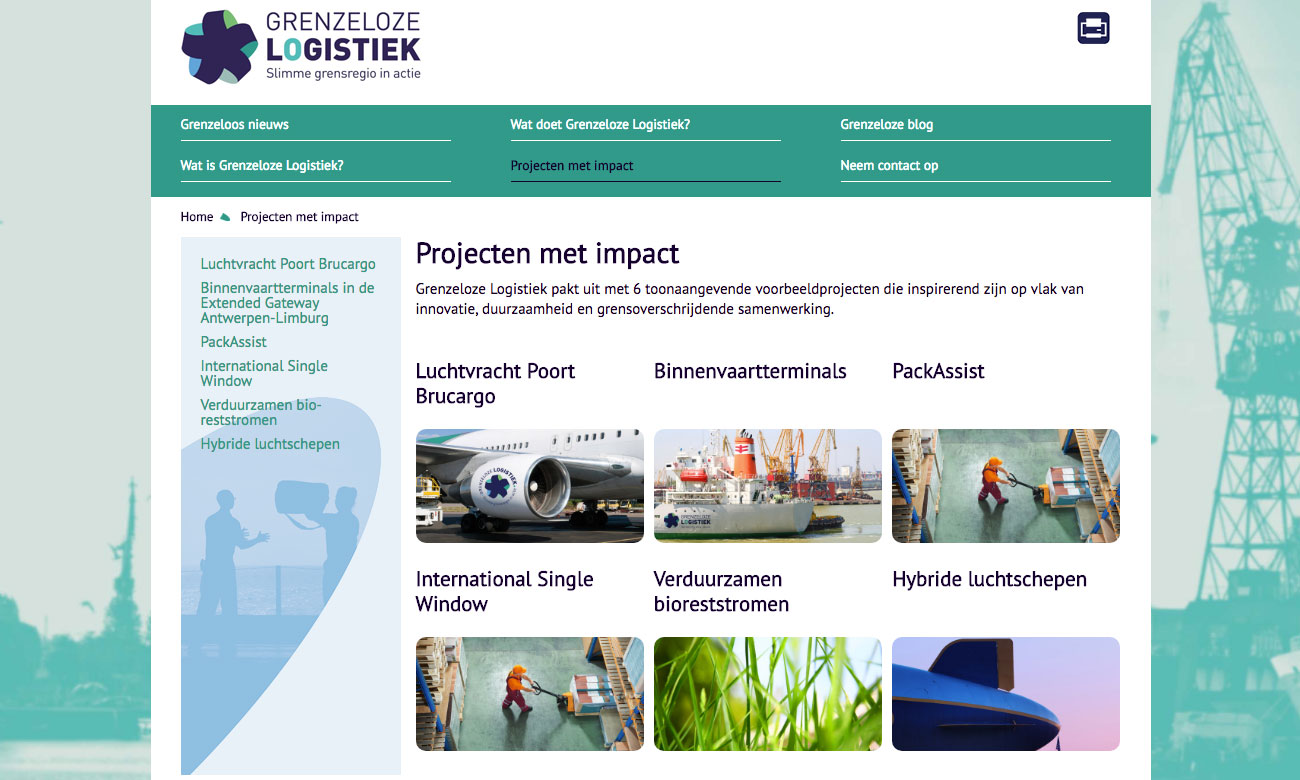 GRENZELOZE
LOGISTIEK
Slimme grensregio in actie
Grenzeloos nieuws
Wat doet Grenzeloze Logistiek?
Grenzeloze blog
Wat is Grenzeloze Logistiek?
Projecten met impact
Neem contact op
Home Projecten met impact
Luchtvracht Poort Brucargo
Binnenvaartterminals in de
Extended Gateway
Antwerpen-Limburg
PackAssist
International Single
Window
Verduurzamen bio-
reststromen
Hybride luchtschepen
Projecten met impact
Grenzeloze Logistiek pakt uit met 6 toonaangevende voorbeeldprojecten die inspirerend zijn op vlak van
innovatie, duurzaamheid en grensoverschrijdende samenwerking.
Luchtvracht Poort
Brucargo
Binnenvaartterminals
PackAssist
GRENZELOZE LOGISTIEK
GRENZELOZE
LOGISTIEK
International Single
Window
Verduurzamen
bioreststromen
Hybride luchtschepen